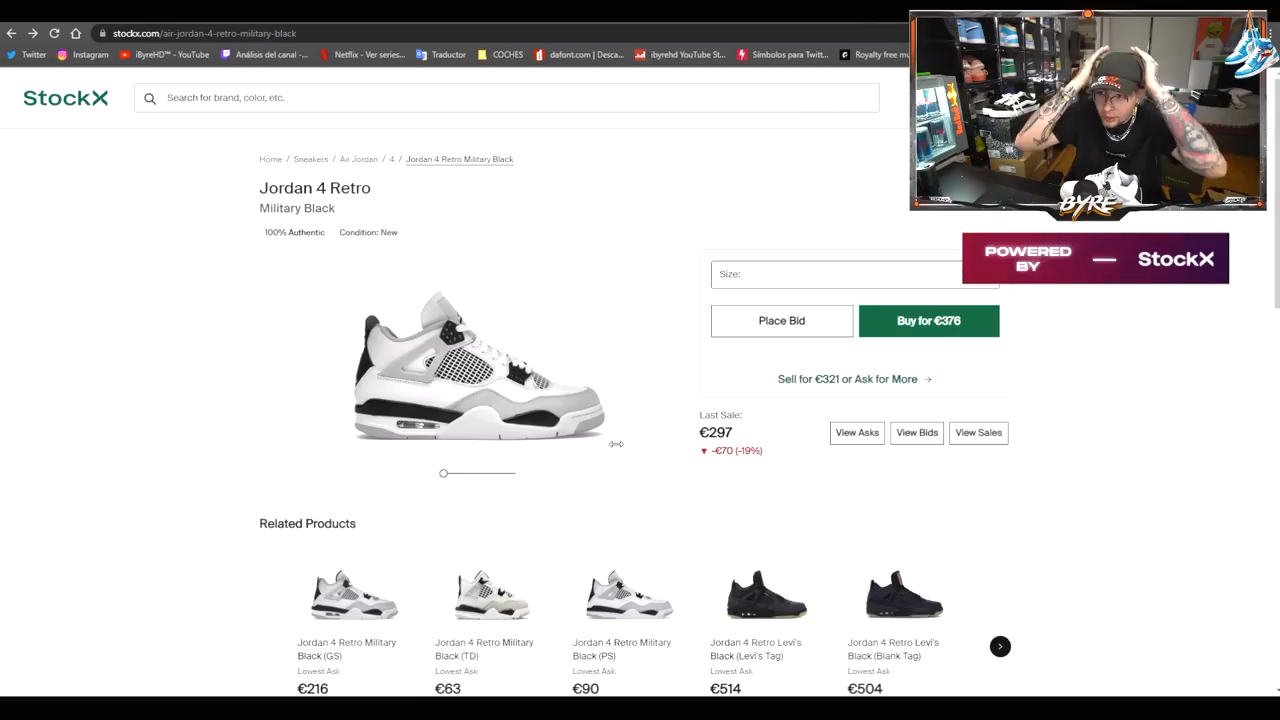 stockx.com/air-jordan-4-retro-military-black
Twitter
Instagram
iByreHD™ - YouTube
Análisis del canal...
Netflix - Ver series...
Traductor
COCHES
dafont.com | Desca...
ibyrehd YouTube St...
Símbolos para Twitt...
Royalty free mu
StockX
Search for brand, color, etc.
Home / Sneakers / Air Jordan / 4 / Jordan 4 Retro Military Black
Jordan 4 Retro
Military Black
100% Authentic
Condition: New
BYRE
POWERED
BY
—
StockX
Size:
Place Bid
Buy for €376
Sell for €321 or Ask for More →
Last Sale:
€297
▼ -€70 (-19%)
View Asks
View Bids
View Sales
Related Products
Jordan 4 Retro Military
Black (GS)
Lowest Ask
€216
Jordan 4 Retro Military
Black (TD)
Lowest Ask
€63
Jordan 4 Retro Military
Black (PS)
Lowest Ask
€90
Jordan 4 Retro Levi's
Black (Levi's Tag)
Lowest Ask
€514
Jordan 4 Retro Levi's
Black (Blank Tag)
Lowest Ask
€504